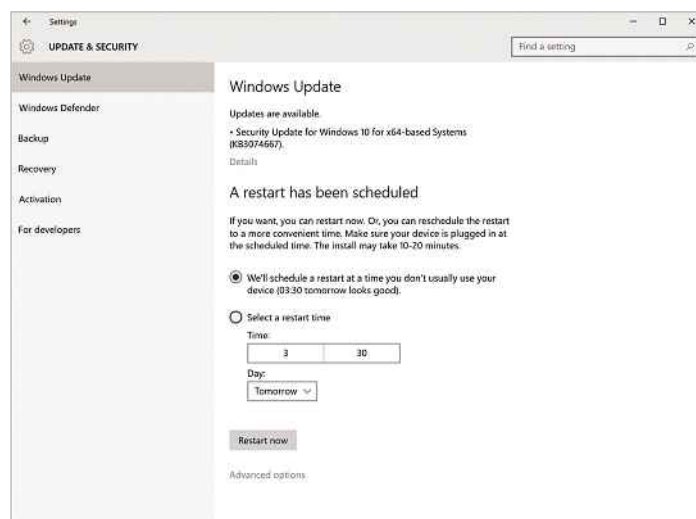 Settings
UPDATE & SECURITY
Find a setting
Windows Update
Windows Defender
Backup
Recovery
Activation
For developers
Windows Update
Updates are available.
• Security Update for Windows 10 for x64-based Systems
(KB3074667).
Details
A restart has been scheduled
If you want, you can restart now. Or, you can reschedule the restart
to a more convenient time. Make sure your device is plugged in at
the scheduled time. The install may take 10-20 minutes.
We'll schedule a restart at a time you don't usually use your
device (03:30 tomorrow looks good).
Select a restart time
Time:
3 30
Day:
Tomorrow
Restart now
Advanced options